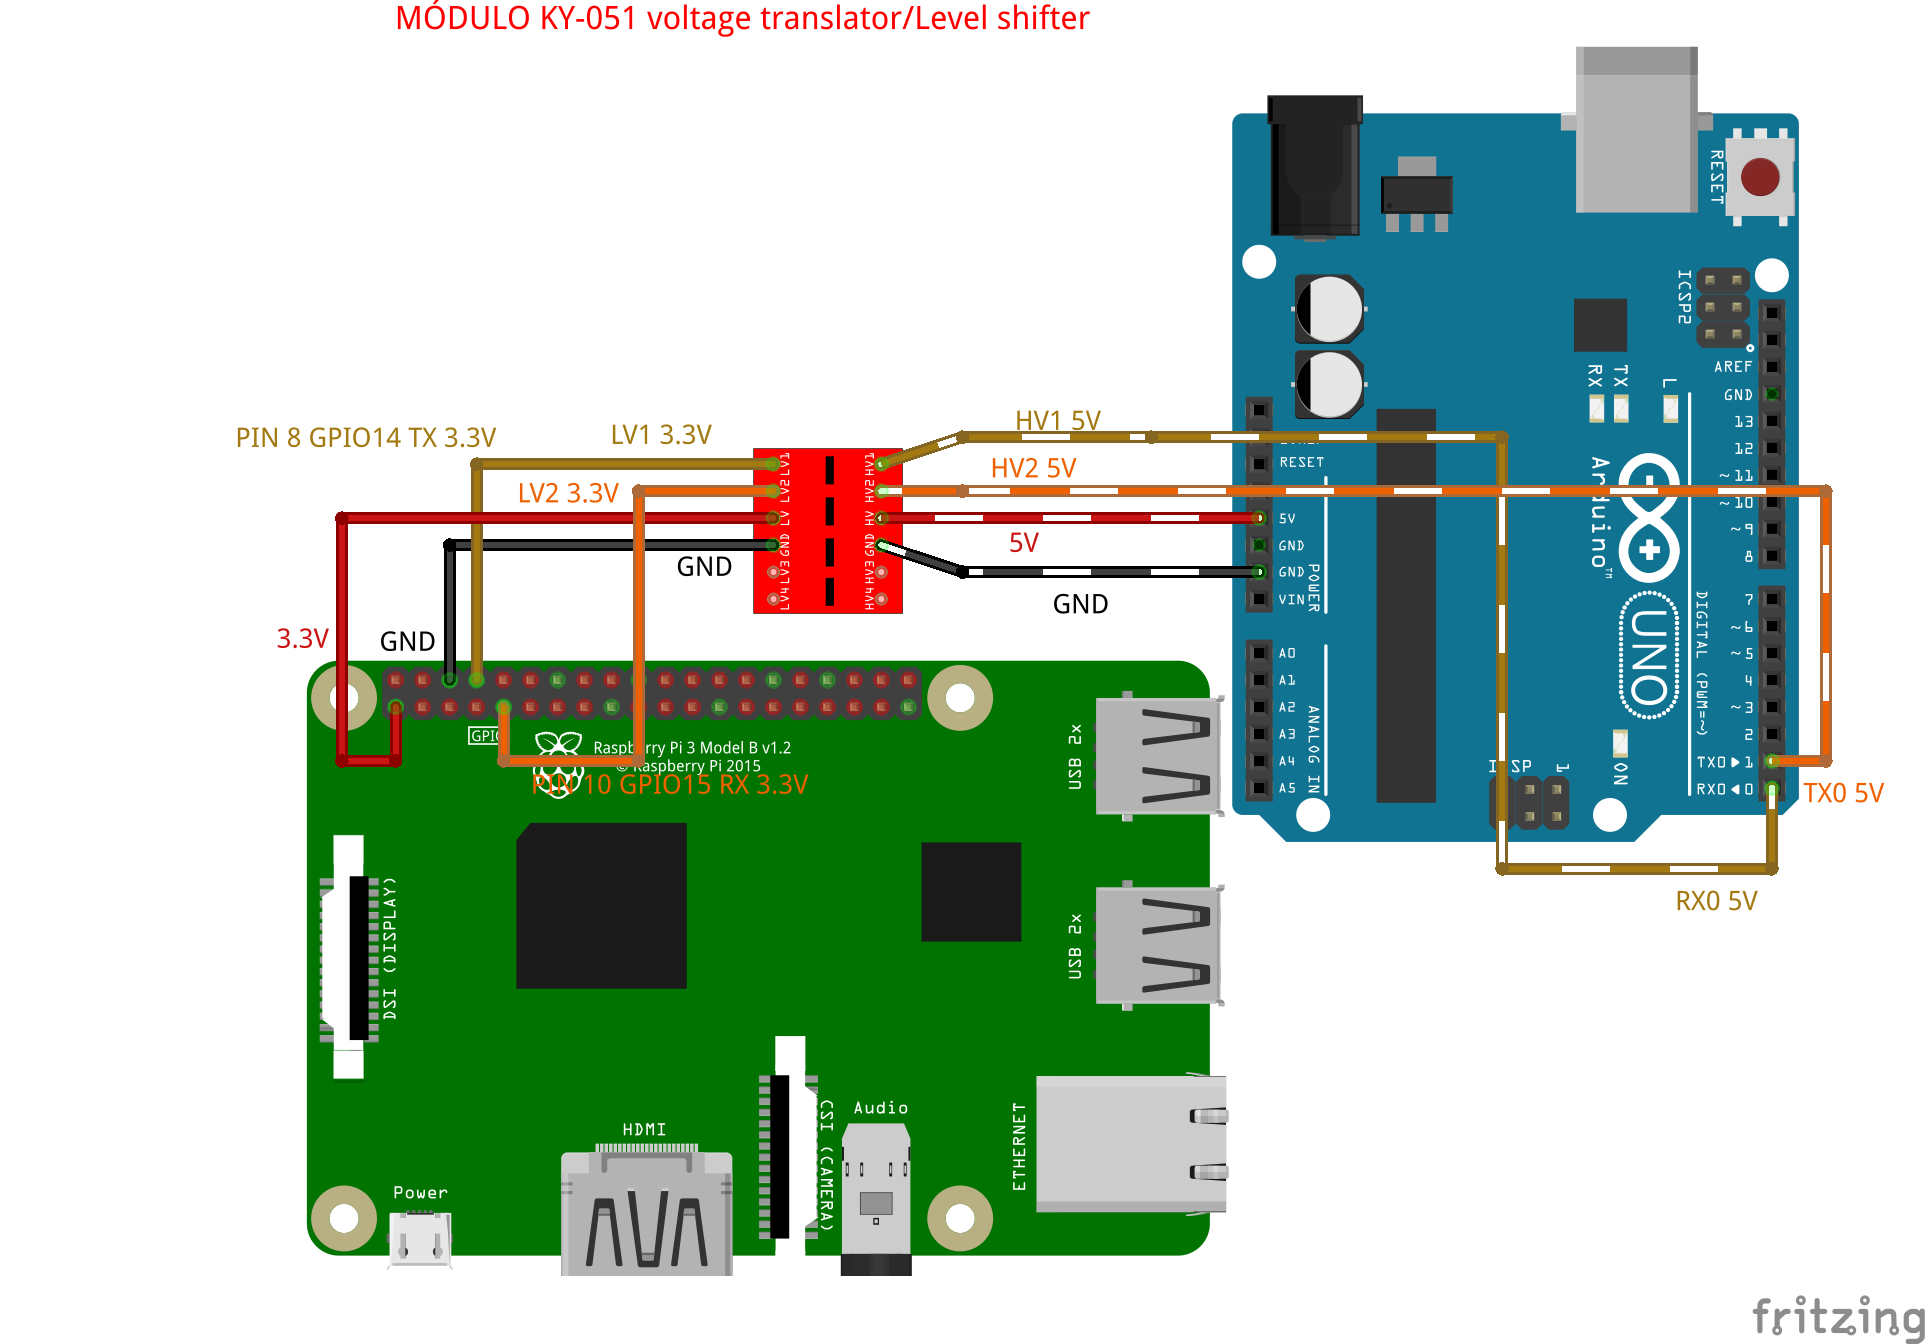 MÓDULO KY-051 voltage translator/Level shifter
RESET
ICSP2
AREF
GND
RX
TX
L
13
12
~11
~10
~9
8
RESET
5V
GND
GND
VIN
POWER
Arduino™
UNO
DIGITAL (PWM=~)
7
~6
~5
4
~3
2
TX0▶1
RX0◀0
A0
A1
A2
A3
A4
A5
ANALOG IN
1
ON
HV1 5V
HV2 5V
5V
GND
TX0 5V
RX0 5V
PIN 8 GPIO14 TX 3.3V
LV1 3.3V
LV2 3.3V
GND
3.3V
GND
LV1
LV2
LV
GND
LV3
LV4
HV1
HV2
HV
GND
HV3
HV4
Raspberry Pi 3 Model B v1.2
© Raspberry Pi 2015
PIN 10 GPIO15 RX 3.3V
USB 2x
USB 2x
DSI (DISPLAY)
CSI (CAMERA)
Audio
ETHERNET
HDMI
Power
fritzing